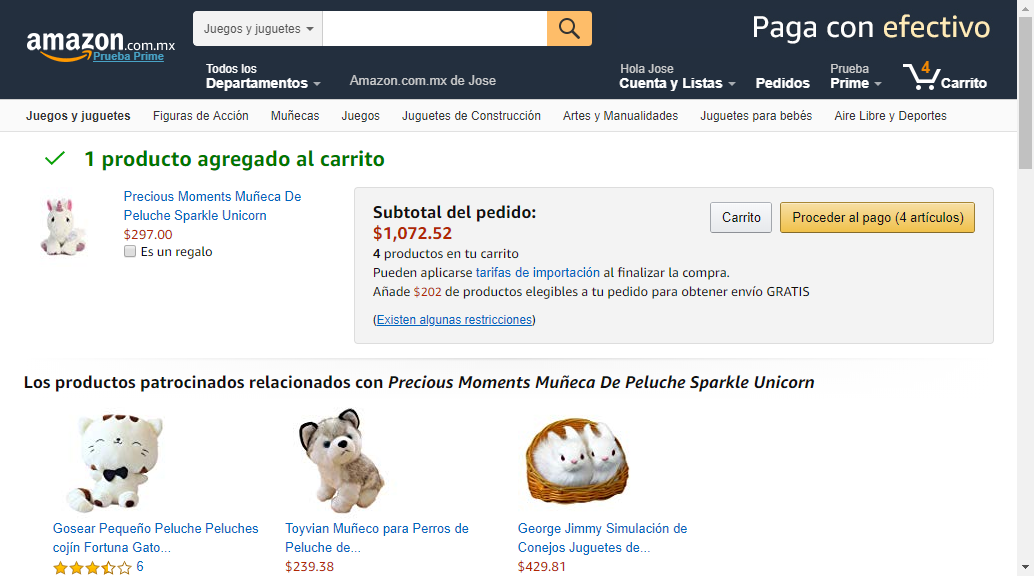 amazon.com.mx
Prueba Prime
Juegos y juguetes
Paga con efectivo
Todos los
Departamentos
Amazon.com.mx de Jose
Hola Jose
Cuenta y Listas
Pedidos
Prueba
Prime
4
Carrito
Juegos y juguetes Figuras de Acción Muñecas Juegos Juguetes de Construcción Artes y Manualidades Juguetes para bebés Aire Libre y Deportes
1 producto agregado al carrito
Precious Moments Muñeca De
Peluche Sparkle Unicorn
$297.00
Es un regalo
Subtotal del pedido:
$1,072.52
4 productos en tu carrito
Pueden aplicarse tarifas de importación al finalizar la compra.
Añade $202 de productos elegibles a tu pedido para obtener envío GRATIS
(Existen algunas restricciones)
Carrito
Proceder al pago (4 artículos)
Los productos patrocinados relacionados con Precious Moments Muñeca De Peluche Sparkle Unicorn
Gosear Pequeño Peluche Peluches
cojín Fortuna Gato...
6
Toyvian Muñeco para Perros de
Peluche de...
$239.38
George Jimmy Simulación de
Conejos Juguetes de...
$429.81